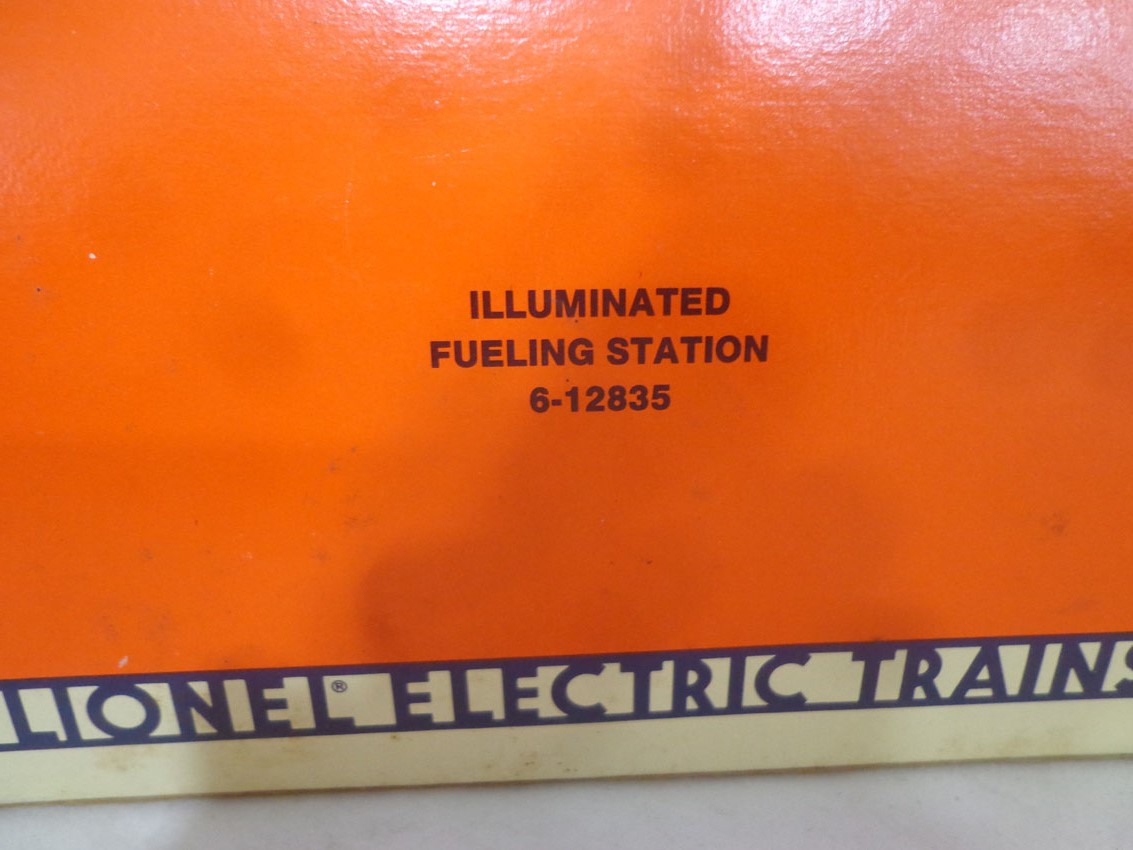 ILLUMINATED
FUELING STATION
6-12835
LIONEL® ELECTRIC TRAINS